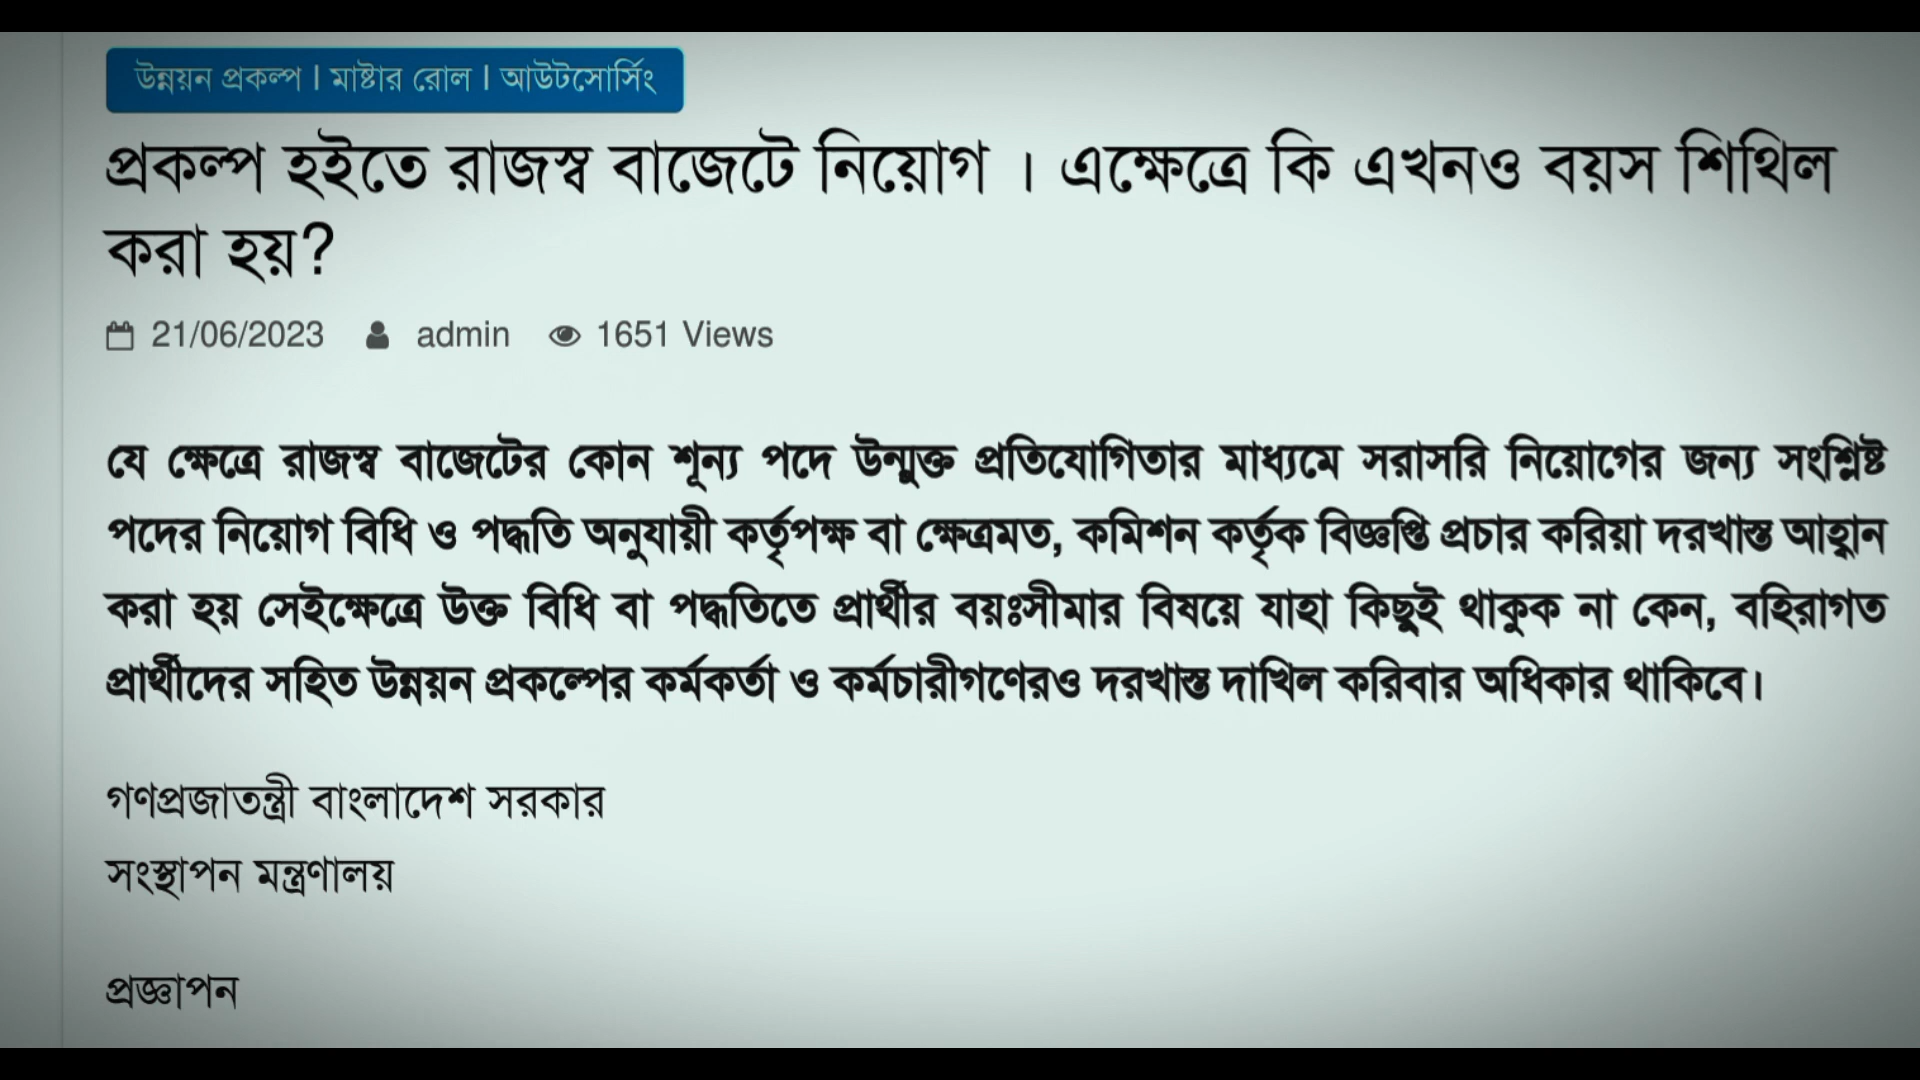 উন্নয়ন প্রকল্প । মাষ্টার রোল । আউটসোর্সিং
প্রকল্প হইতে রাজস্ব বাজেটে নিয়োগ । এক্ষেত্রে কি এখনও বয়স শিথিল
করা হয়?
21/06/2023 admin 1651 Views
যে ক্ষেত্রে রাজস্ব বাজেটের কোন শূন্য পদে উন্মুক্ত প্রতিযোগিতার মাধ্যমে সরাসরি নিয়োগের জন্য সংশ্লিষ্ট
পদের নিয়োগ বিধি ও পদ্ধতি অনুযায়ী কর্তৃপক্ষ বা ক্ষেত্রমত, কমিশন কর্তৃক বিজ্ঞপ্তি প্রচার করিয়া দরখাস্ত আহ্বান
করা হয় সেইক্ষেত্রে উক্ত বিধি বা পদ্ধতিতে প্রার্থীর বয়ঃসীমার বিষয়ে যাহা কিছুই থাকুক না কেন, বহিরাগত
প্রার্থীদের সহিত উন্নয়ন প্রকল্পের কর্মকর্তা ও কর্মচারীগণেরও দরখাস্ত দাখিল করিবার অধিকার থাকিবে।
গণপ্রজাতন্ত্রী বাংলাদেশ সরকার
সংস্থাপন মন্ত্রণালয়
প্রজ্ঞাপন